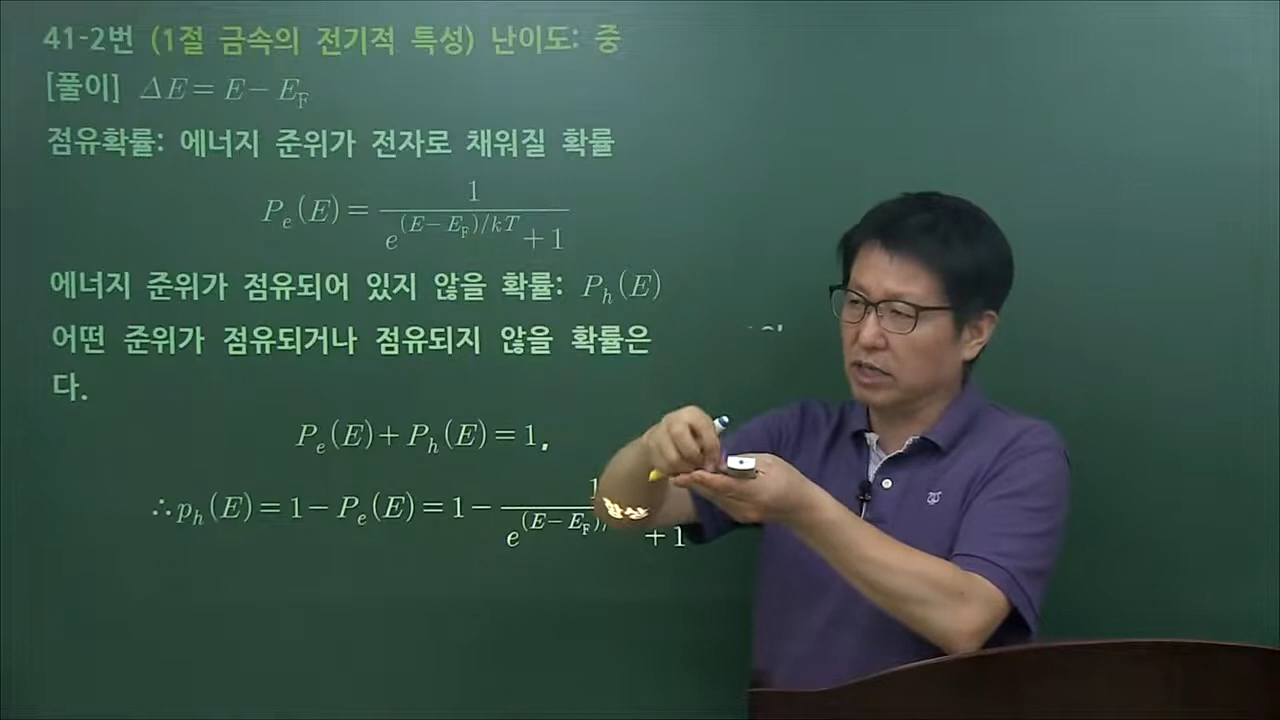 41-2번 (1절 금속의 전기적 특성) 난이도: 중
[풀이] ΔE = E − E_F
점유확률: 에너지 준위가 전자로 채워질 확률
P_e(E) = 1 / (e^{(E−E_F)/kT} + 1)
에너지 준위가 점유되어 있지 않을 확률: P_h(E)
어떤 준위가 점유되거나 점유되지 않을 확률은 항상
다.
P_e(E) + P_h(E) = 1,
∴ p_h(E) = 1 − P_e(E) = 1 − 1 / (e^{(E−E_F)/} + 1)